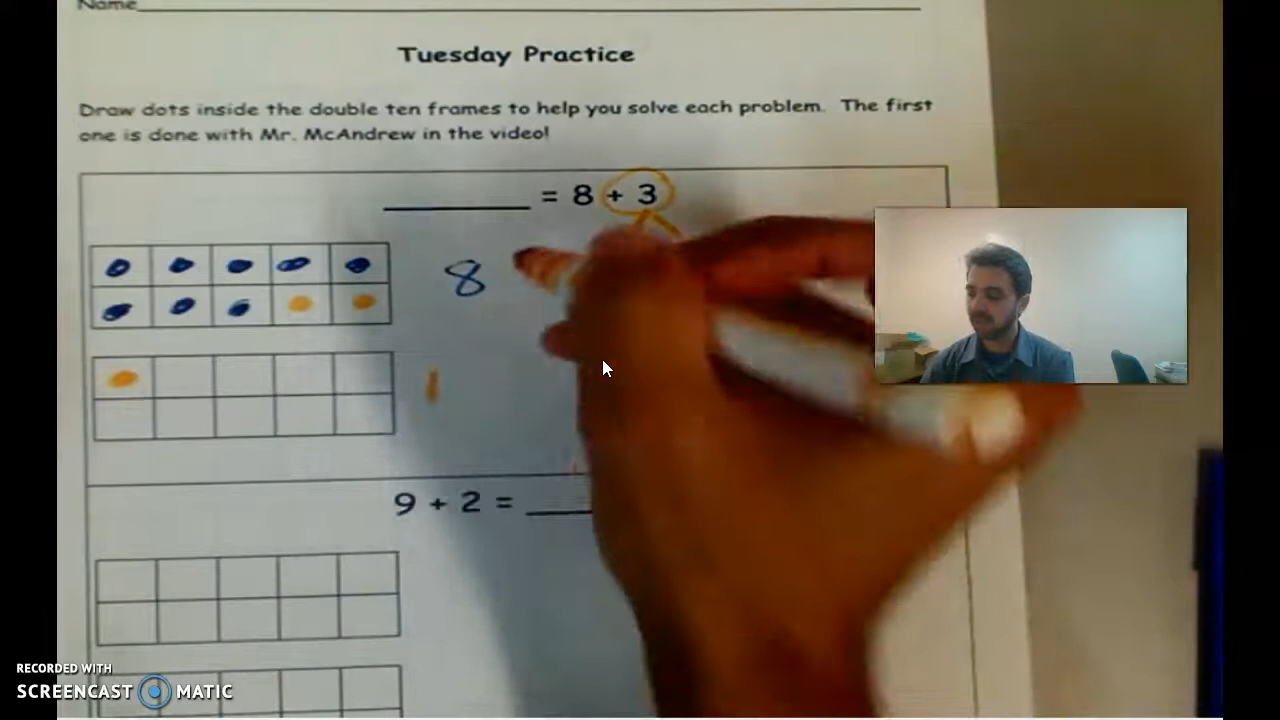 Name
Tuesday Practice
Draw dots inside the double ten frames to help you solve each problem. The first
one is done with Mr. McAndrew in the video!
= 8 + 3
8
1
9 + 2 =
RECORDED WITH
SCREENCAST MATIC